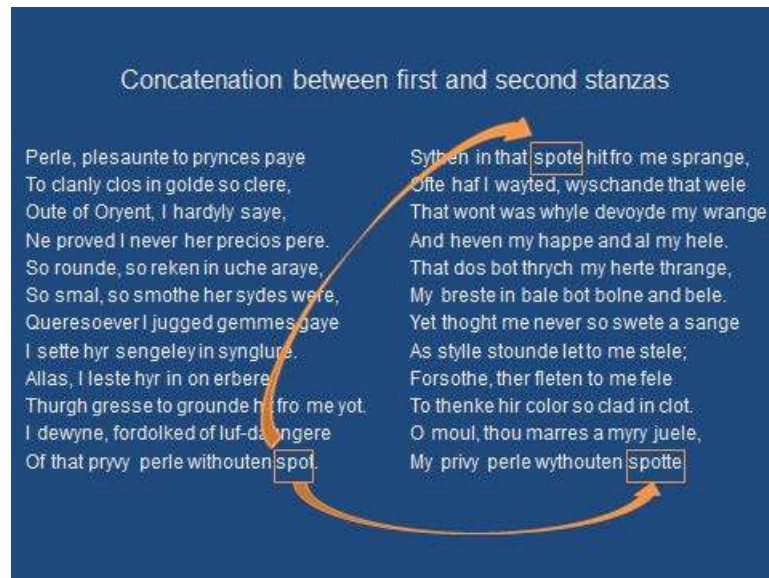 Concatenation between first and second stanzas
Perle, plesaunte to prynces paye
To clanly clos in golde so clere,
Oute of Oryent, I hardyly saye,
Ne proved I never her precios pere.
So rounde, so reken in uche araye,
So smal, so smothe her sydes were,
Queresoever I jugged gemmes gaye
I sette hyr sengeley in synglure.
Allas, I leste hyr in on erbere
Thurgh gresse to grounde hit fro me yot.
I dewyne, fordolked of luf-daungere
Of that pryvy perle withouten spot.
Sythen in that spote hit fro me sprange,
Ofte haf I wayted, wyschande that wele
That wont was whyle devoyde my wrange
And heven my happe and al my hele.
That dos bot thrych my herte thrange,
My breste in bale bot bolne and bele.
Yet thoght me never so swete a sange
As stylle stounde let to me stele;
Forsothe, ther fleten to me fele
To thenke hir color so clad in clot.
O moul, thou marres a myry juele,
My privy perle wythouten spotte